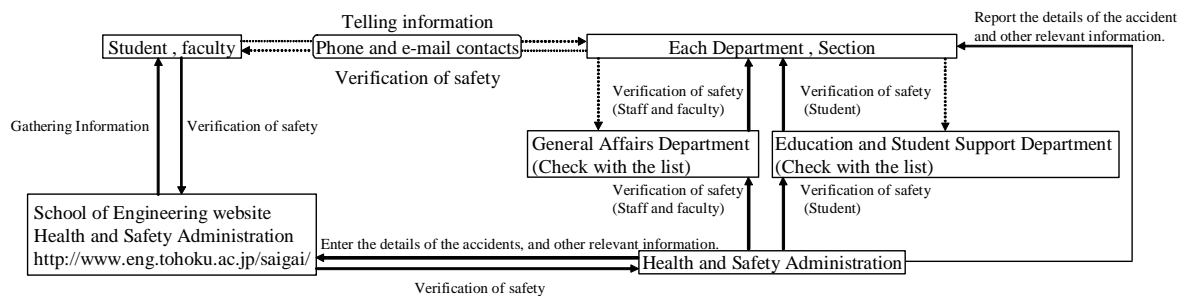 Telling information
Report the details of the accident
and other relevant information.
Student , faculty
Phone and e-mail contacts
Each Department , Section
Verification of safety
Verification of safety
(Staff and faculty)
Verification of safety
(Student)
Gathering Information
Verification of safety
General Affairs Department
(Check with the list)
Education and Student Support Department
(Check with the list)
Verification of safety
(Staff and faculty)
Verification of safety
(Student)
School of Engineering website
Health and Safety Administration
http://www.eng.tohoku.ac.jp/saigai/
Enter the details of the accidents, and other relevant information.
Health and Safety Administration
Verification of safety